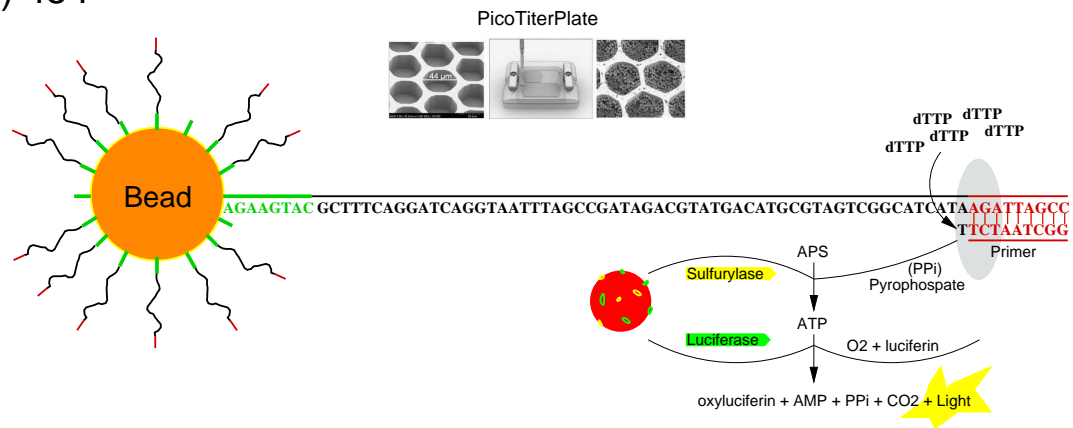 PicoTiterPlate
44 µm
dTTP
dTTP
dTTP
dTTP
dTTP
Bead
AGAAGTAC GCTTTCAGGATCAGGTAATTTAGCCGATAGACGTATGACATGCGTAGTCGGCATCATAAGATTAGCC
TTCTAATCGG
Primer
APS
(PPi)
Sulfurylase
Pyrophospate
ATP
Luciferase
O2 + luciferin
oxyluciferin + AMP + PPi + CO2 + Light